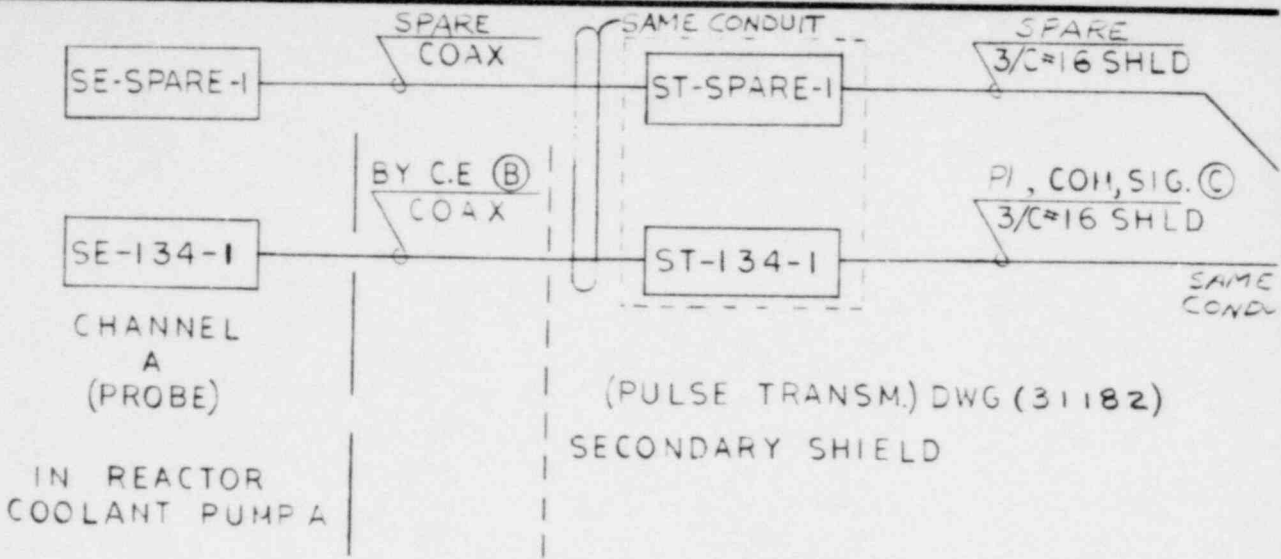 SPARE
COAX
SAME CONDUIT
SPARE
3/C#16 SHLD
SE-SPARE-1
ST-SPARE-1
BY C.E Ⓑ
COAX
PI, COM, SIG. Ⓒ
3/C#16 SHLD
SE-134-1
ST-134-1
SAME
COND
CHANNEL
A
(PROBE)
(PULSE TRANSM.) DWG (31182)
SECONDARY SHIELD
IN REACTOR
COOLANT PUMP A